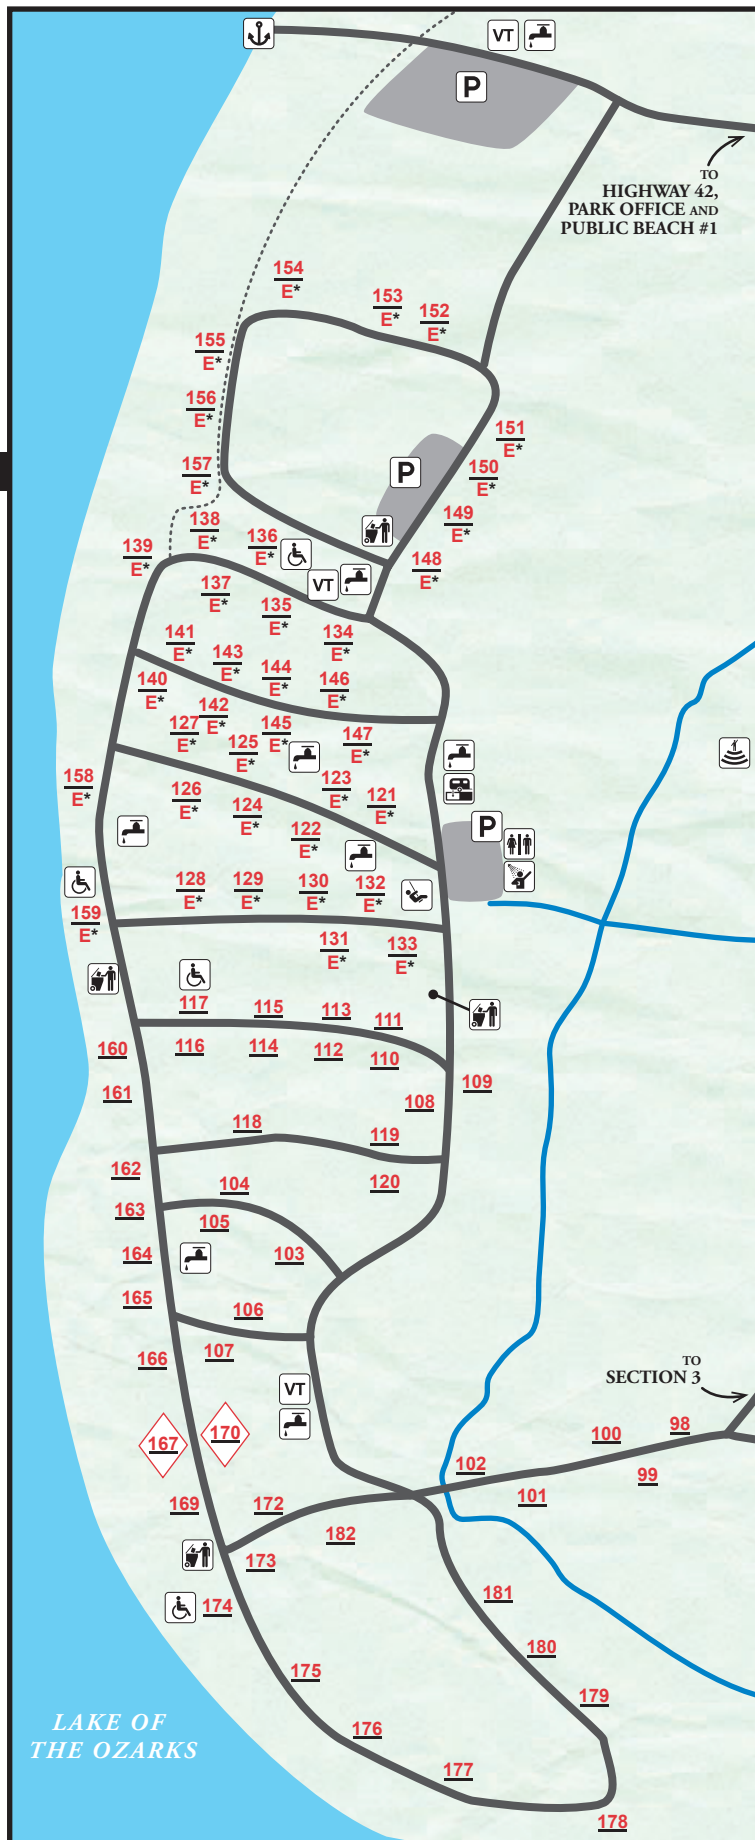 VT
P
TO
HIGHWAY 42,
PARK OFFICE AND
PUBLIC BEACH #1
154
E*
153
E*
152
E*
155
E*
156
E*
151
E*
P
157
E*
150
E*
149
E*
138
E*
136
E*
139
E*
148
E*
VT
137
E*
135
E*
134
E*
141
E*
143
E*
144
E*
146
E*
140
E*
142
E*
127
E*
145
E*
125
E*
147
E*
158
E*
126
E*
123
E*
124
E*
121
E*
122
E*
P
128
E*
129
E*
130
E*
132
E*
159
E*
131
E*
133
E*
117
115
113
111
160
116
114
112
110
161
108
109
118
119
162
104
120
163
105
164
103
165
106
166
107
TO
SECTION 3
VT
167
170
100
98
102
99
169
172
101
182
173
174
181
180
175
179
176
177
178
LAKE OF
THE OZARKS